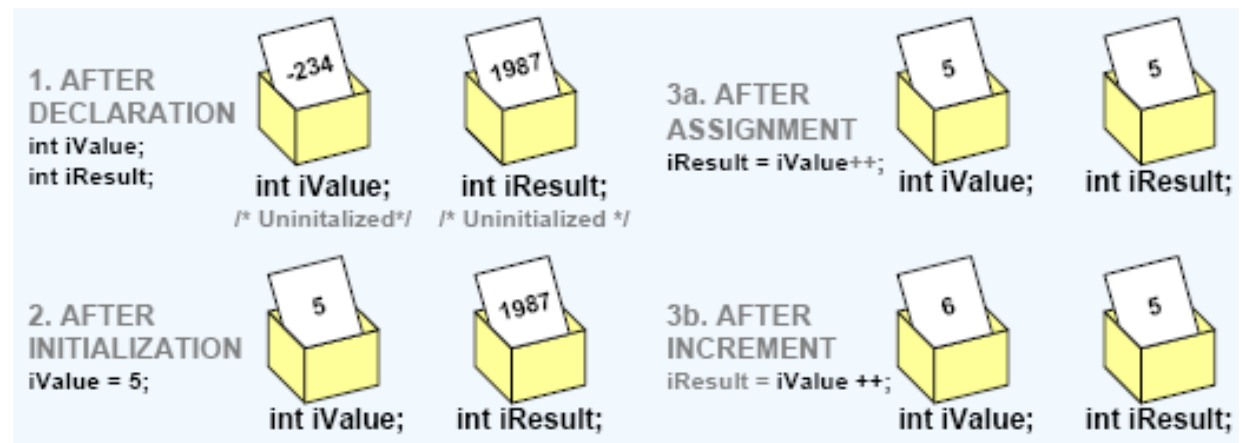 1. AFTER
DECLARATION
int iValue;
int iResult;
-234
1987
int iValue;
int iResult;
/* Uninitalized*/
/* Uninitialized */
2. AFTER
INITIALIZATION
iValue = 5;
5
1987
int iValue;
int iResult;
3a. AFTER
ASSIGNMENT
iResult = iValue++;
5
5
int iValue;
int iResult;
3b. AFTER
INCREMENT
iResult = iValue ++;
6
5
int iValue;
int iResult;